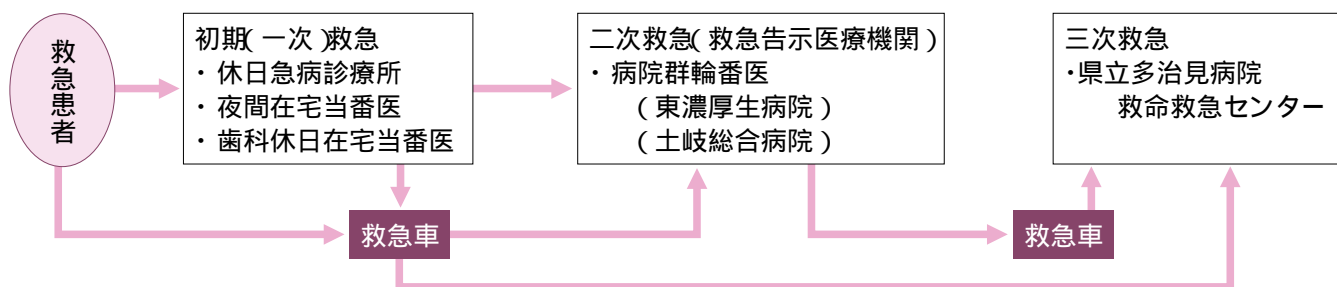 救急患者
初期(一次)救急
・休日急病診療所
・夜間在宅当番医
・歯科休日在宅当番医
二次救急(救急告示医療機関)
・病院群輪番医
(東濃厚生病院)
(土岐総合病院)
三次救急
・県立多治見病院
救命救急センター
救急車
救急車